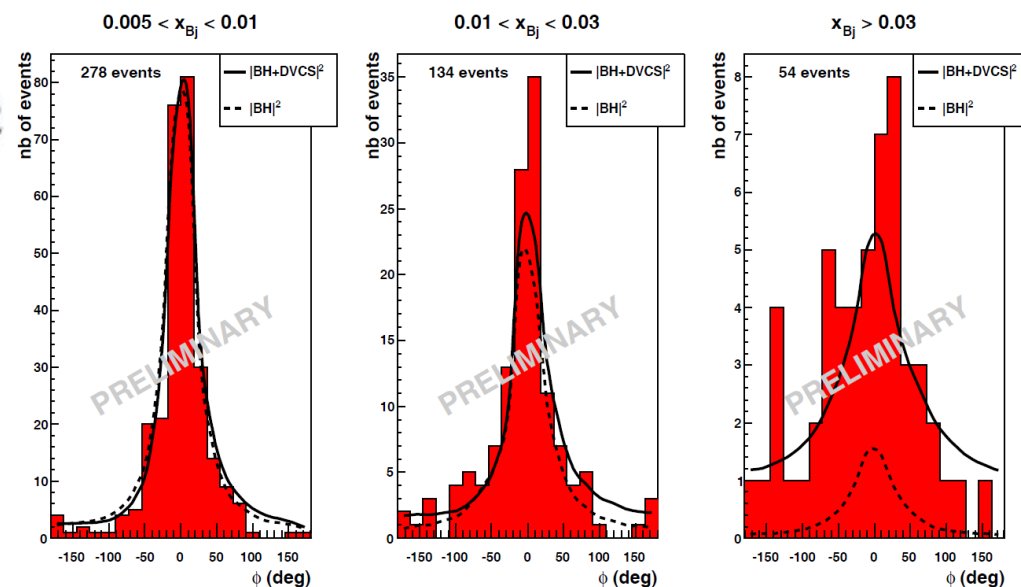 0.005 < x_Bj < 0.01
nb of events
278 events
|BH+DVCS|²
|BH|²
PRELIMINARY
80
70
60
50
40
30
20
10
0
-150 -100 -50 0 50 100 150
ϕ (deg)
0.01 < x_Bj < 0.03
nb of events
134 events
|BH+DVCS|²
|BH|²
PRELIMINARY
35
30
25
20
15
10
5
0
-150 -100 -50 0 50 100 150
ϕ (deg)
x_Bj > 0.03
nb of events
54 events
|BH+DVCS|²
|BH|²
PRELIMINARY
8
7
6
5
4
3
2
1
0
-150 -100 -50 0 50 100 150
ϕ (deg)